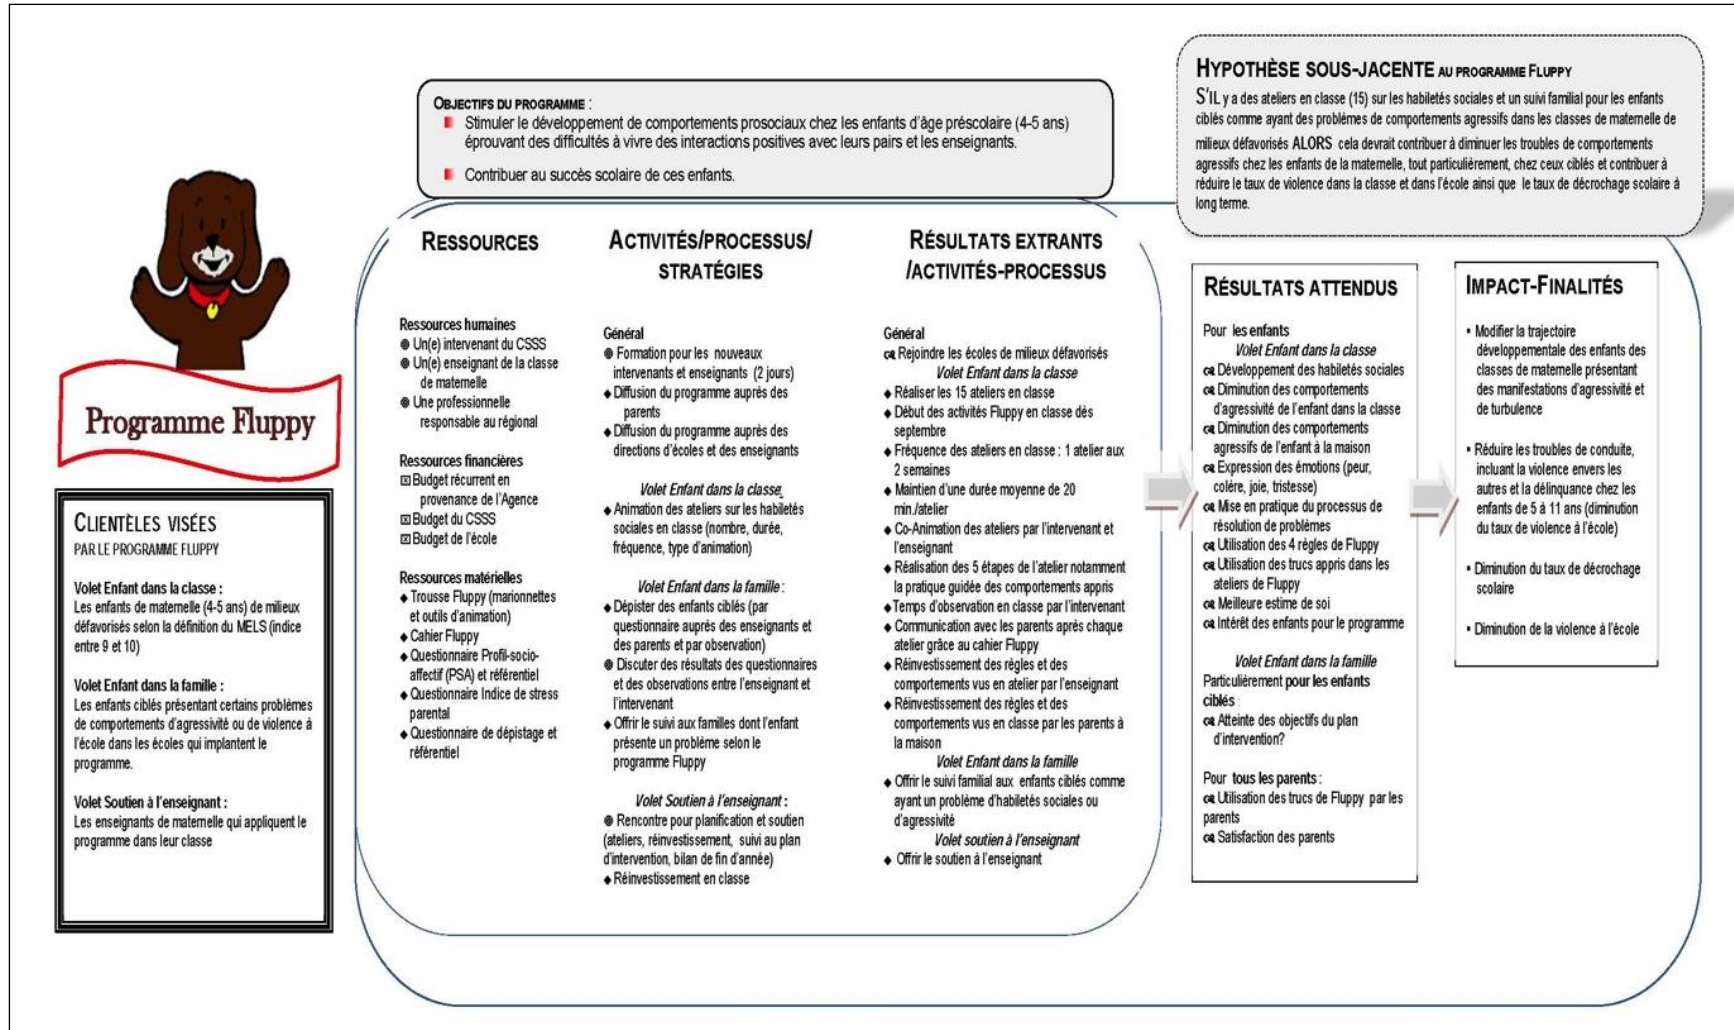 OBJECTIFS DU PROGRAMME :
Stimuler le développement de comportements prosociaux chez les enfants d'âge préscolaire (4-5 ans)
éprouvant des difficultés à vivre des interactions positives avec leurs pairs et les enseignants.
Contribuer au succès scolaire de ces enfants.
HYPOTHÈSE SOUS-JACENTE AU PROGRAMME FLUPPY
S'IL y a des ateliers en classe (15) sur les habiletés sociales et un suivi familial pour les enfants
ciblés comme ayant des problèmes de comportements agressifs dans les classes de maternelle de
milieux défavorisés ALORS cela devrait contribuer à diminuer les troubles de comportements
agressifs chez les enfants de la maternelle, tout particulièrement, chez ceux ciblés et contribuer à
réduire le taux de violence dans la classe et dans l'école ainsi que le taux de décrochage scolaire à
long terme.
Programme Fluppy
CLIENTÈLES VISÉES
PAR LE PROGRAMME FLUPPY
Volet Enfant dans la classe :
Les enfants de maternelle (4-5 ans) de milieux
défavorisés selon la définition du MELS (indice
entre 9 et 10)
Volet Enfant dans la famille :
Les enfants ciblés présentant certains problèmes
de comportements d'agressivité ou de violence à
l'école dans les écoles qui implantent le
programme.
Volet Soutien à l'enseignant :
Les enseignants de maternelle qui appliquent le
programme dans leur classe
RESSOURCES
Ressources humaines
Un(e) intervenant du CSSS
Un(e) enseignant de la classe
de maternelle
Une professionnelle
responsable au régional
Ressources financières
Budget récurrent en
provenance de l'Agence
Budget du CSSS
Budget de l'école
Ressources matérielles
Trousse Fluppy (marionnettes
et outils d'animation)
Cahier Fluppy
Questionnaire Profil-socio-
affectif (PSA) et référentiel
Questionnaire Indice de stress
parental
Questionnaire de dépistage et
référentiel
ACTIVITÉS/PROCESSUS/
STRATÉGIES
Général
Formation pour les nouveaux
intervenants et enseignants (2 jours)
Diffusion du programme auprès des
parents
Diffusion du programme auprès des
directions d'écoles et des enseignants
Volet Enfant dans la classe
Animation des ateliers sur les habiletés
sociales en classe (nombre, durée,
fréquence, type d'animation)
Volet Enfant dans la famille :
Dépister des enfants ciblés (par
questionnaire auprès des enseignants et
des parents et par observation)
Discuter des résultats des questionnaires
et des observations entre l'enseignant et
l'intervenant
Offrir le suivi aux familles dont l'enfant
présente un problème selon le
programme Fluppy
Volet Soutien à l'enseignant :
Rencontre pour planification et soutien
(ateliers, réinvestissement, suivi au plan
d'intervention, bilan de fin d'année)
Réinvestissement en classe
RÉSULTATS EXTRANTS
/ACTIVITÉS-PROCESSUS
Général
Rejoindre les écoles de milieux défavorisés
Volet Enfant dans la classe
Réaliser les 15 ateliers en classe
Début des activités Fluppy en classe dès
septembre
Fréquence des ateliers en classe : 1 atelier aux
2 semaines
Maintien d'une durée moyenne de 20
min./atelier
Co-Animation des ateliers par l'intervenant et
l'enseignant
Réalisation des 5 étapes de l'atelier notamment
la pratique guidée des comportements appris
Temps d'observation en classe par l'intervenant
Communication avec les parents après chaque
atelier grâce au cahier Fluppy
Réinvestissement des règles et des
comportements vus en atelier par l'enseignant
Réinvestissement des règles et des
comportements vus en classe par les parents à
la maison
Volet Enfant dans la famille
Offrir le suivi familial aux enfants ciblés comme
ayant un problème d'habiletés sociales ou
d'agressivité
Volet soutien à l'enseignant
Offrir le soutien à l'enseignant
RÉSULTATS ATTENDUS
Pour les enfants
Volet Enfant dans la classe
Développement des habiletés sociales
Diminution des comportements
d'agressivité de l'enfant dans la classe
Diminution des comportements
agressifs de l'enfant à la maison
Expression des émotions (peur,
colère, joie, tristesse)
Mise en pratique du processus de
résolution de problèmes
Utilisation des 4 règles de Fluppy
Utilisation des trucs appris dans les
ateliers de Fluppy
Meilleure estime de soi
Intérêt des enfants pour le programme
Volet Enfant dans la famille
Particulièrement pour les enfants
ciblés :
Atteinte des objectifs du plan
d'intervention?
Pour tous les parents :
Utilisation des trucs de Fluppy par les
parents
Satisfaction des parents
IMPACT-FINALITÉS
Modifier la trajectoire
développementale des enfants des
classes de maternelle présentant
des manifestations d'agressivité et
de turbulence
Réduire les troubles de conduite,
incluant la violence envers les
autres et la délinquance chez les
enfants de 5 à 11 ans (diminution
du taux de violence à l'école)
Diminution du taux de décrochage
scolaire
Diminution de la violence à l'école